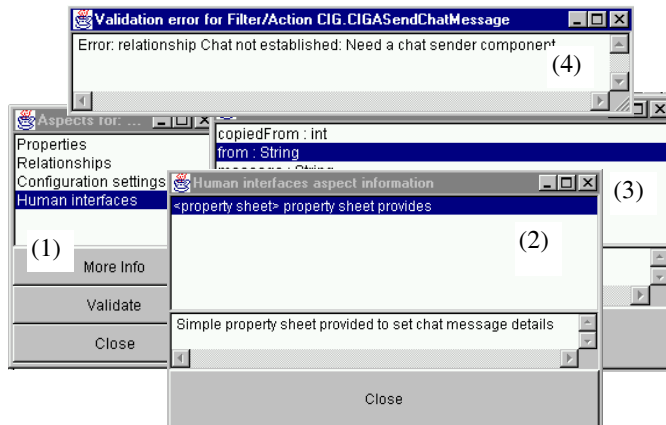 Validation error for Filter/Action CIG.CIGASendChatMessage
Error: relationship Chat not established: Need a chat sender component
(4)
Aspects for: ...
Properties
Relationships
Configuration settings
Human interfaces
(1)
More Info
Validate
Close
copiedFrom : int
from : String
message : String
(3)
Human interfaces aspect information
<property sheet> property sheet provides
(2)
Simple property sheet provided to set chat message details
Close